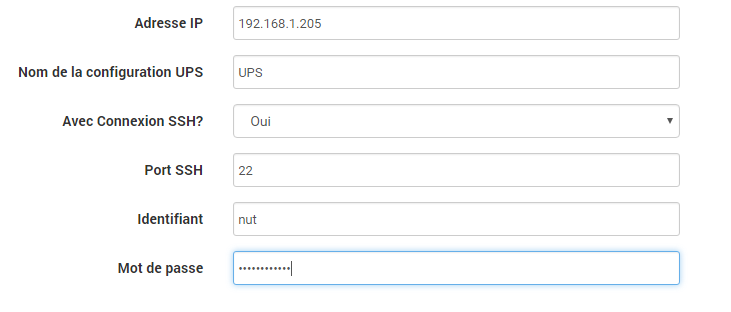 Adresse IP 192.168.1.205
Nom de la configuration UPS UPS
Avec Connexion SSH? Oui
Port SSH 22
Identifiant nut
Mot de passe ••••••••••••